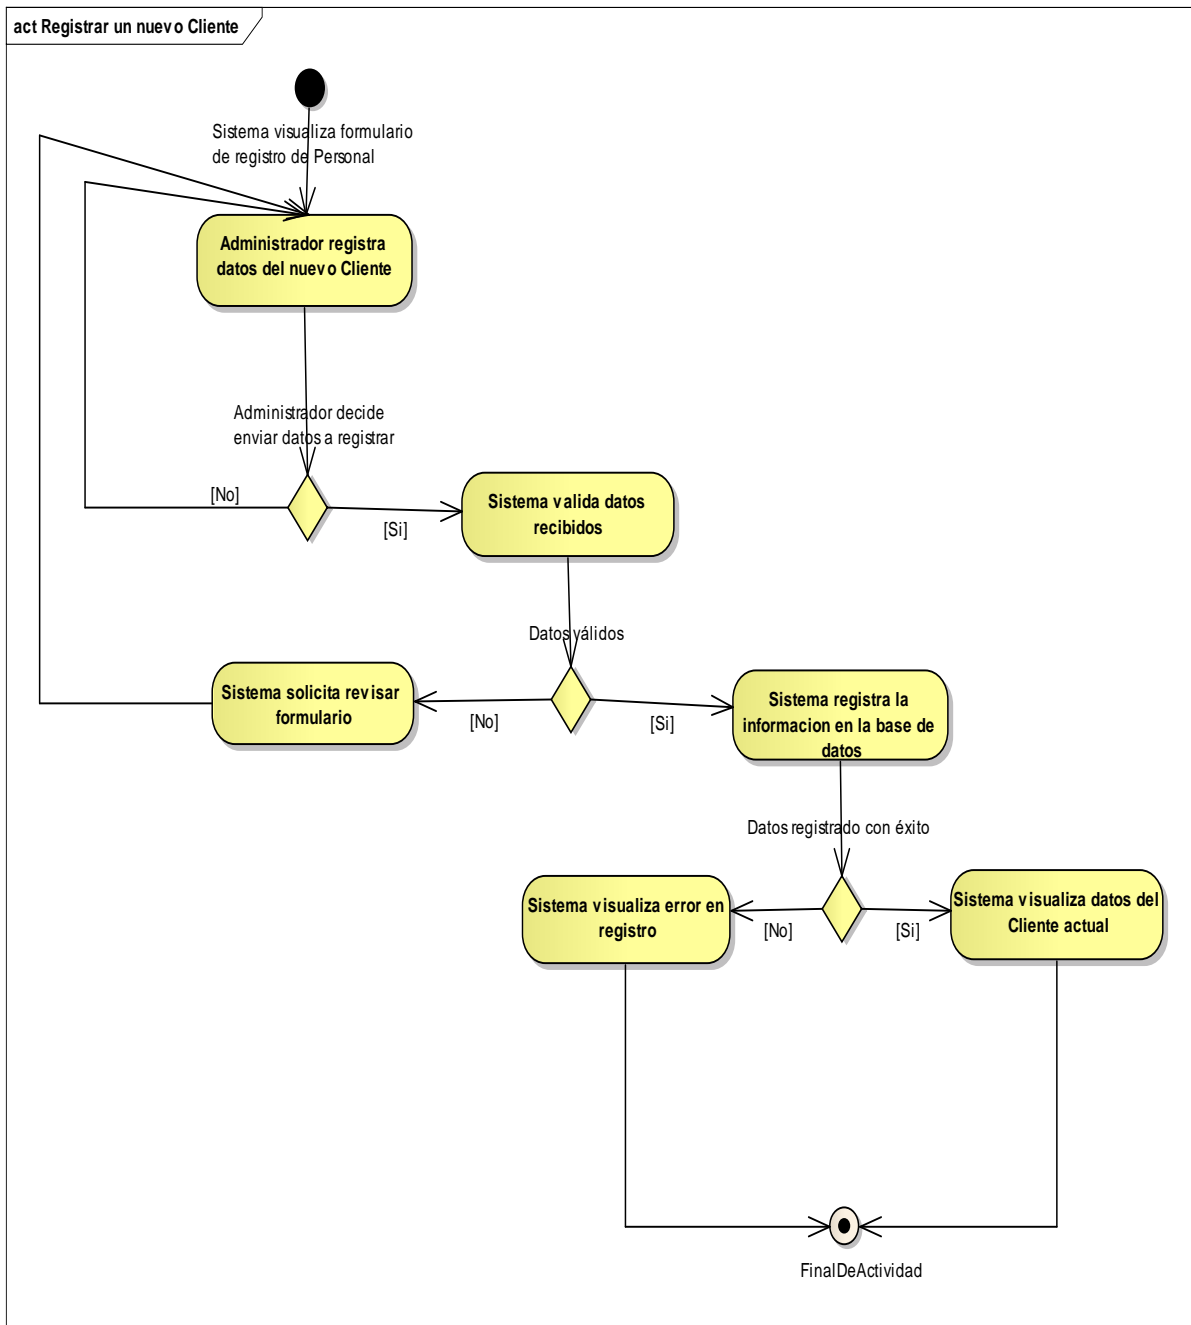 act Registrar un nuevo Cliente
Sistema visualiza formulario
de registro de Personal
Administrador registra
datos del nuevo Cliente
Administrador decide
enviar datos a registrar
[No]
[Si]
Sistema valida datos
recibidos
Datos válidos
Sistema solicita revisar
formulario
[No]
[Si]
Sistema registra la
informacion en la base de
datos
Datos registrado con éxito
Sistema visualiza error en
registro
[No]
[Si]
Sistema visualiza datos del
Cliente actual
FinalDeActividad